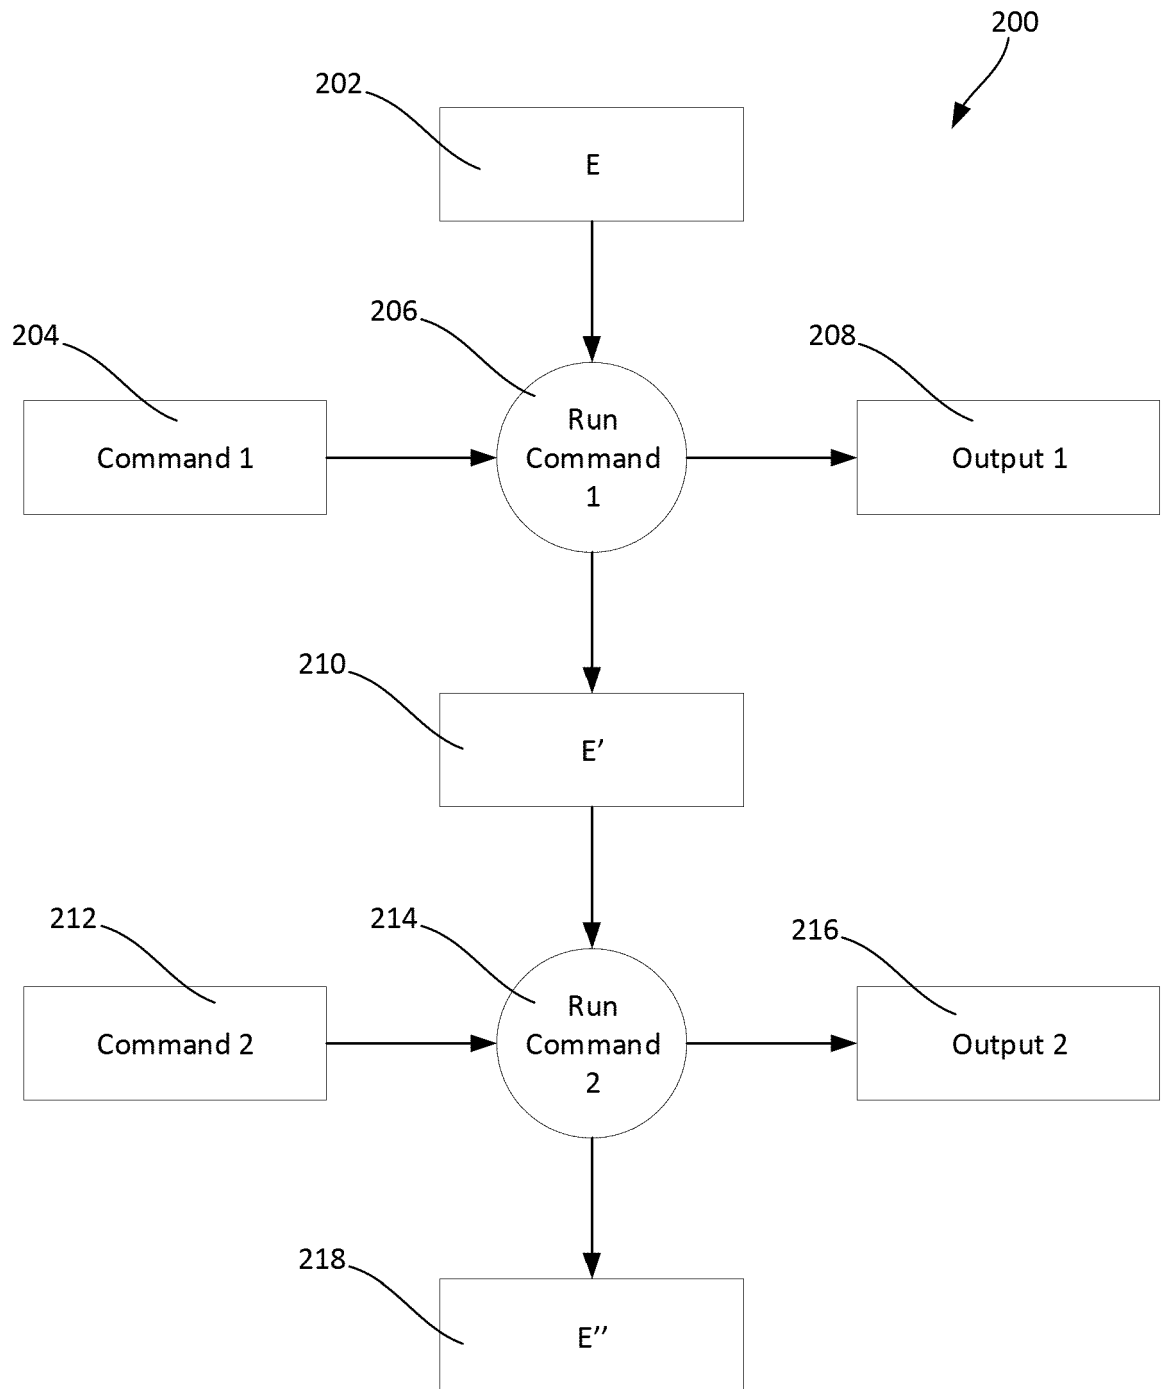 200
202
E
204
206
208
Command 1
Run
Command
1
Output 1
210
E’
212
214
216
Command 2
Run
Command
2
Output 2
218
E’’